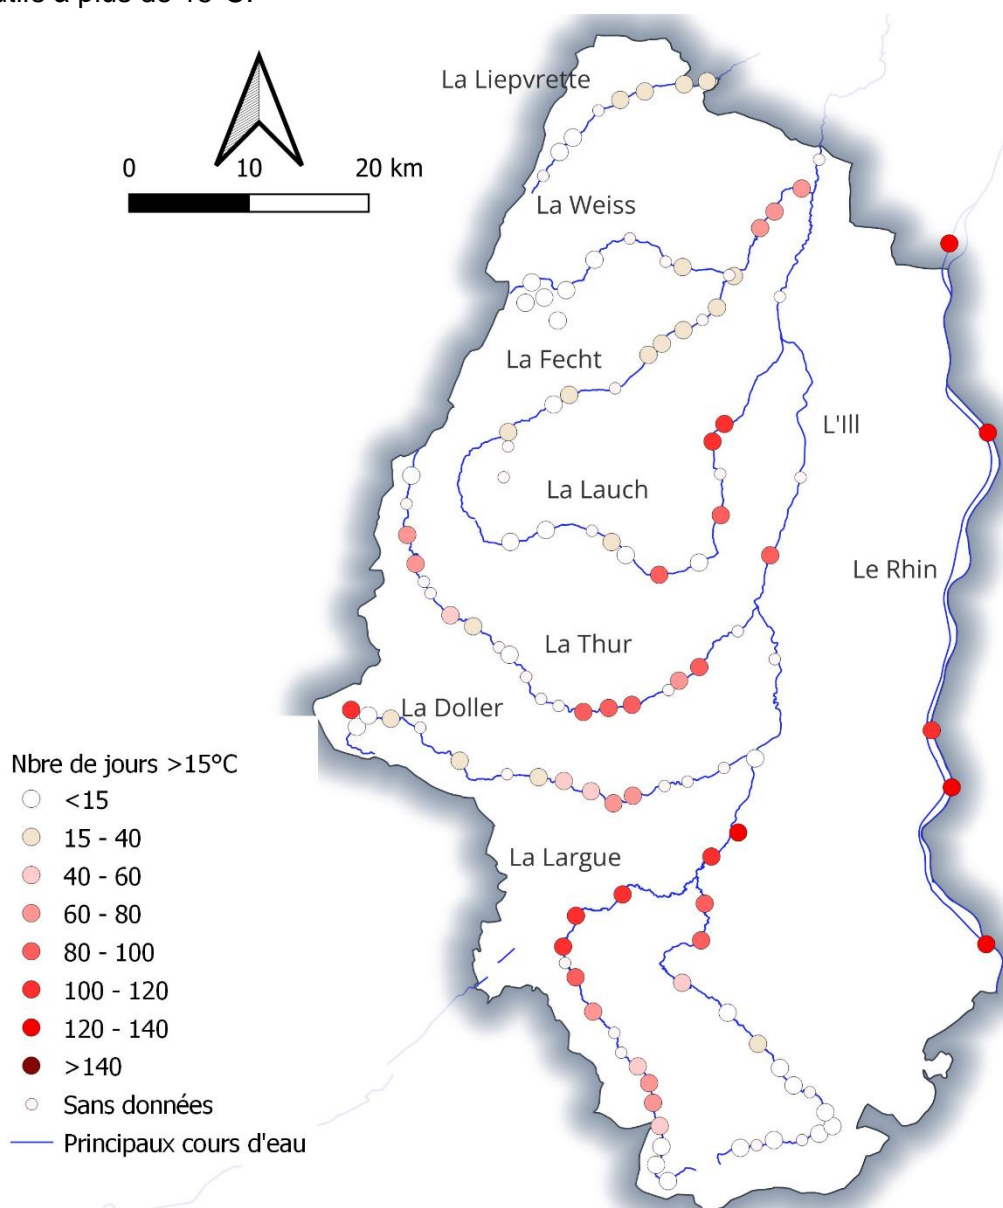 La Liepvrette
0 10 20 km
La Weiss
La Fecht
L'Ill
La Lauch
Le Rhin
La Thur
La Doller
Nbre de jours >15°C
<15
15 - 40
La Largue
40 - 60
60 - 80
80 - 100
100 - 120
120 - 140
>140
Sans données
Principaux cours d'eau